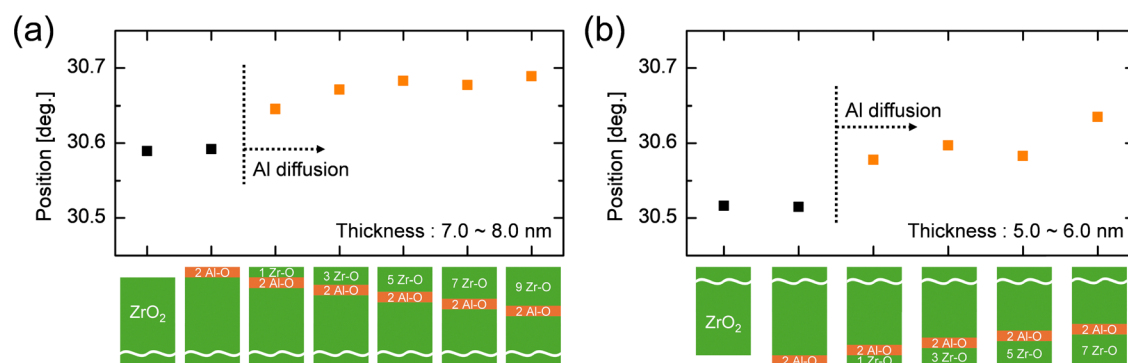 (a)
30.7
30.6
30.5
Position [deg.]
Al diffusion
Thickness : 7.0 ~ 8.0 nm
ZrO2
2 Al-O
1 Zr-O
2 Al-O
3 Zr-O
2 Al-O
5 Zr-O
2 Al-O
7 Zr-O
2 Al-O
9 Zr-O
2 Al-O
(b)
30.7
30.6
30.5
Position [deg.]
Al diffusion
Thickness : 5.0 ~ 6.0 nm
ZrO2
2 Al-O
2 Al-O
1 Zr-O
2 Al-O
3 Zr-O
2 Al-O
5 Zr-O
2 Al-O
7 Zr-O